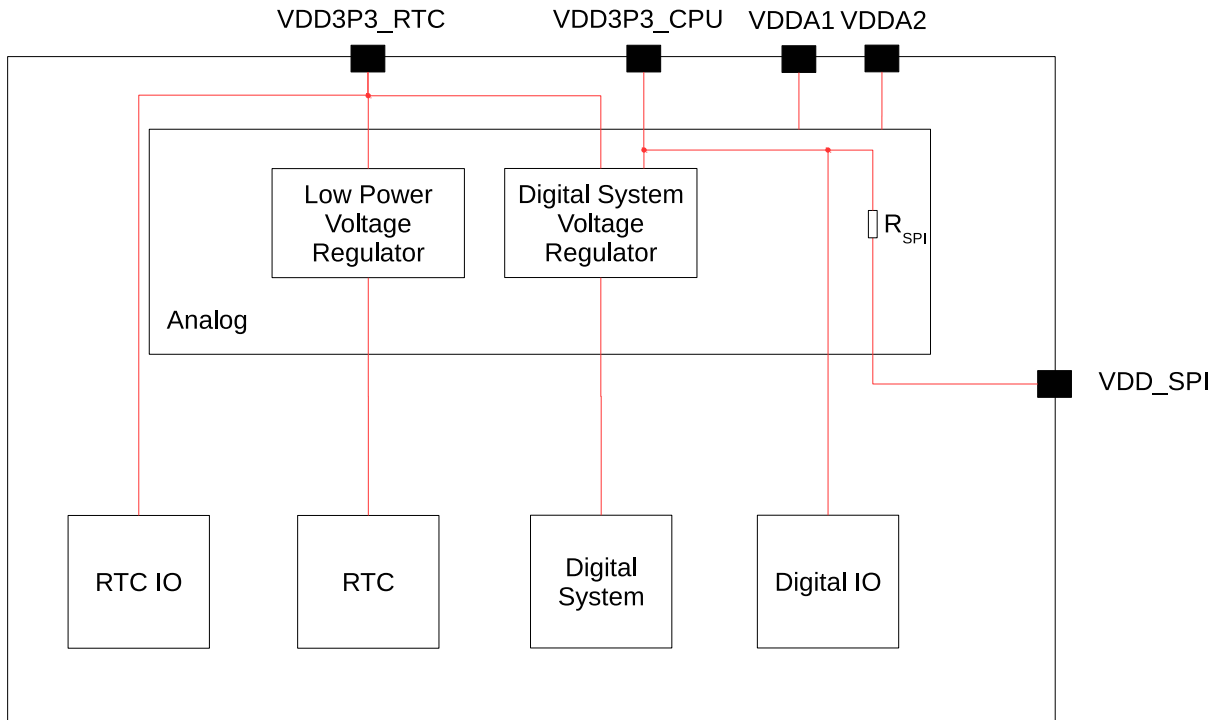 VDD3P3_RTC
VDD3P3_CPU
VDDA1
VDDA2
Low Power
Voltage
Regulator
Digital System
Voltage
Regulator
RSPI
Analog
VDD_SPI
RTC IO
RTC
Digital
System
Digital IO